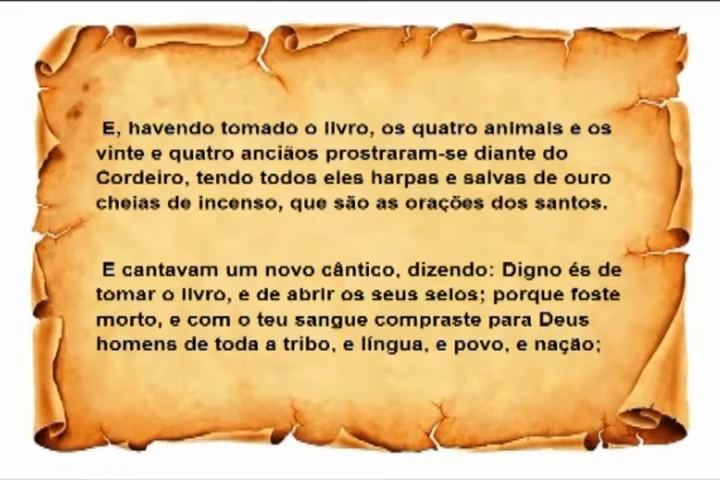 E, havendo tomado o livro, os quatro animais e os
vinte e quatro anciãos prostraram-se diante do
Cordeiro, tendo todos eles harpas e salvas de ouro
cheias de incenso, que são as orações dos santos.
E cantavam um novo cântico, dizendo: Digno és de
tomar o livro, e de abrir os seus selos; porque foste
morto, e com o teu sangue compraste para Deus
homens de toda a tribo, e língua, e povo, e nação;